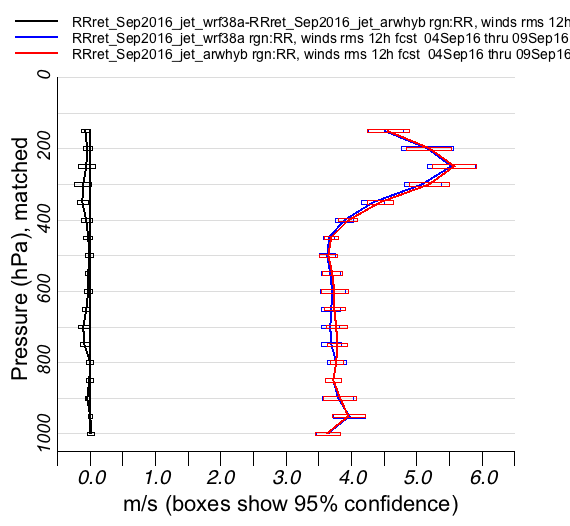 RRret_Sep2016_jet_wrf38a-RRret_Sep2016_jet_arwhyb rgn:RR, winds rms 12h
RRret_Sep2016_jet_wrf38a rgn:RR, winds rms 12h fcst 04Sep16 thru 09Sep16
RRret_Sep2016_jet_arwhyb rgn:RR, winds rms 12h fcst 04Sep16 thru 09Sep16
Pressure (hPa), matched
0
200
400
600
800
1000
0.0 1.0 2.0 3.0 4.0 5.0 6.0
m/s (boxes show 95% confidence)